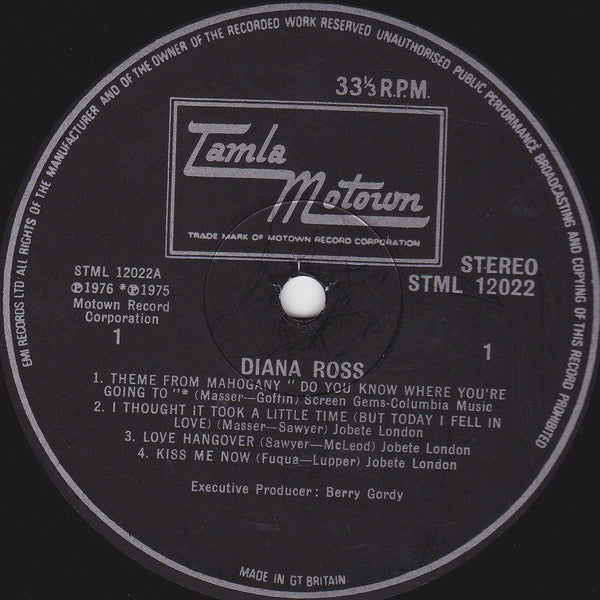 EMI RECORDS LTD ALL RIGHTS OF THE MANUFACTURER AND OF THE OWNER OF THE RECORDED WORK RESERVED UNAUTHORISED PUBLIC PERFORMANCE BROADCASTING AND COPYING OF THIS RECORD PROHIBITED
33⅓ R.P.M.
Tamla
Motown
TRADE MARK OF MOTOWN RECORD CORPORATION
STML 12022A
℗1976 *℗1975
Motown Record
Corporation
1
STEREO
STML 12022
1
DIANA ROSS
1. THEME FROM MAHOGANY "DO YOU KNOW WHERE YOU'RE
GOING TO"* (Masser—Goffin) Screen Gems-Columbia Music
2. I THOUGHT IT TOOK A LITTLE TIME (BUT TODAY I FELL IN
LOVE) (Masser—Sawyer) Jobete London
3. LOVE HANGOVER (Sawyer—McLeod) Jobete London
4. KISS ME NOW (Fuqua—Lupper) Jobete London
Executive Producer: Berry Gordy
MADE IN GT BRITAIN